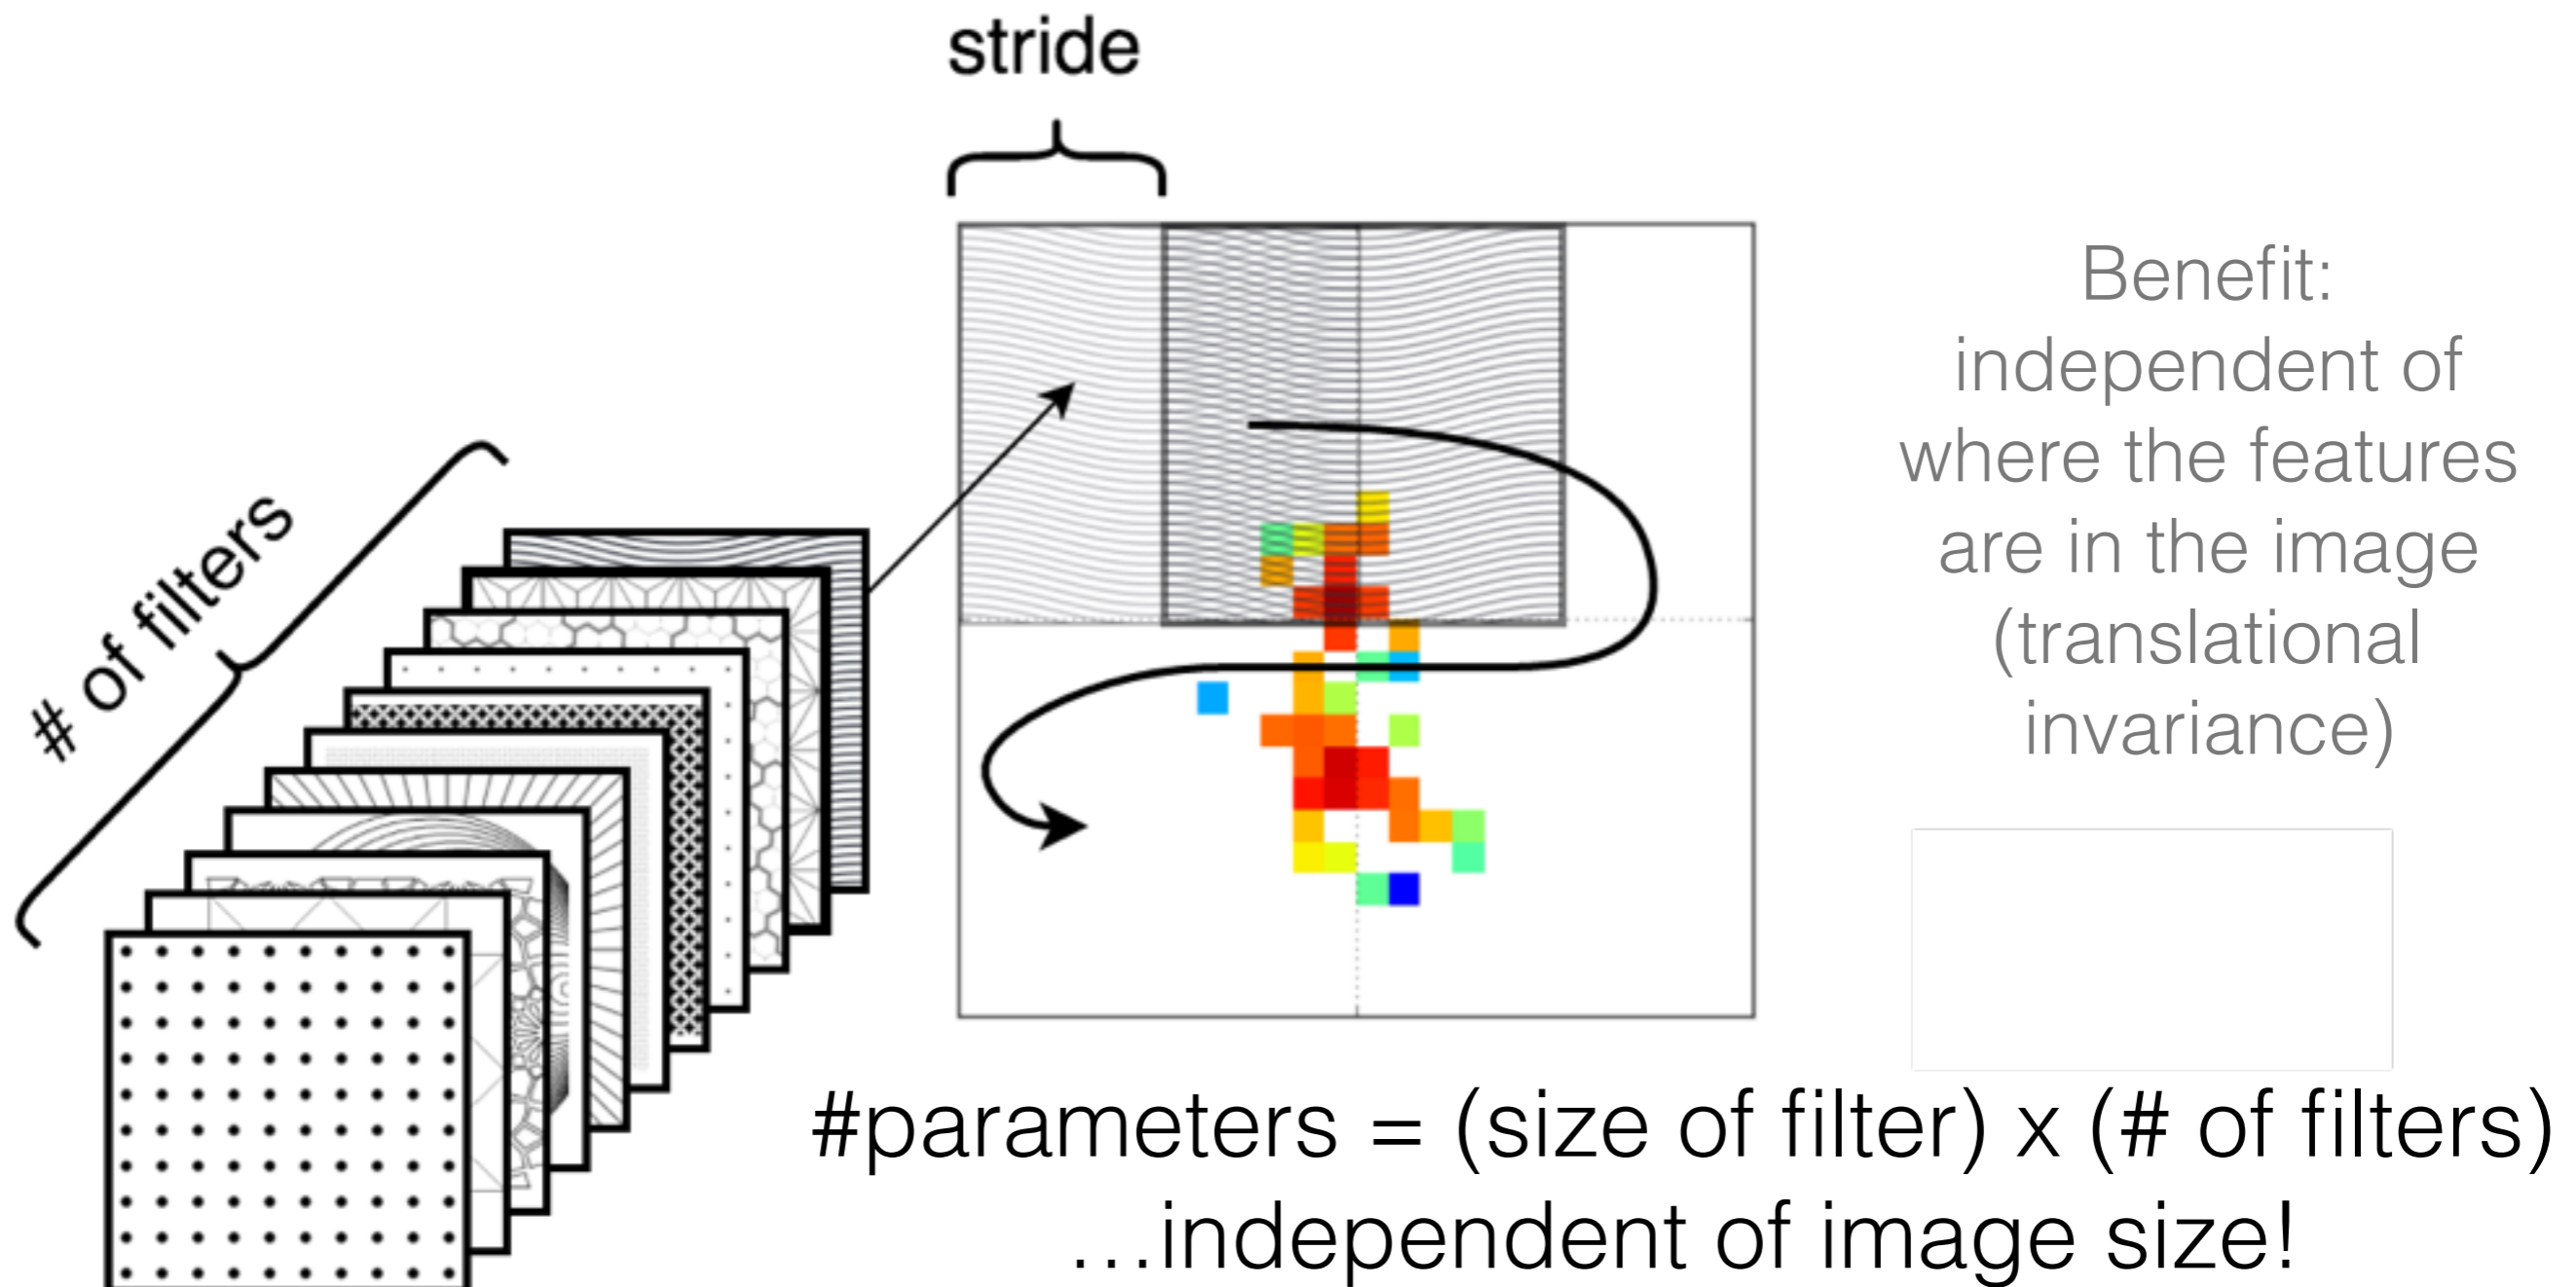 stride
# of filters
Benefit:
independent of
where the features
are in the image
(translational
invariance)
#parameters = (size of filter) x (# of filters)
...independent of image size!